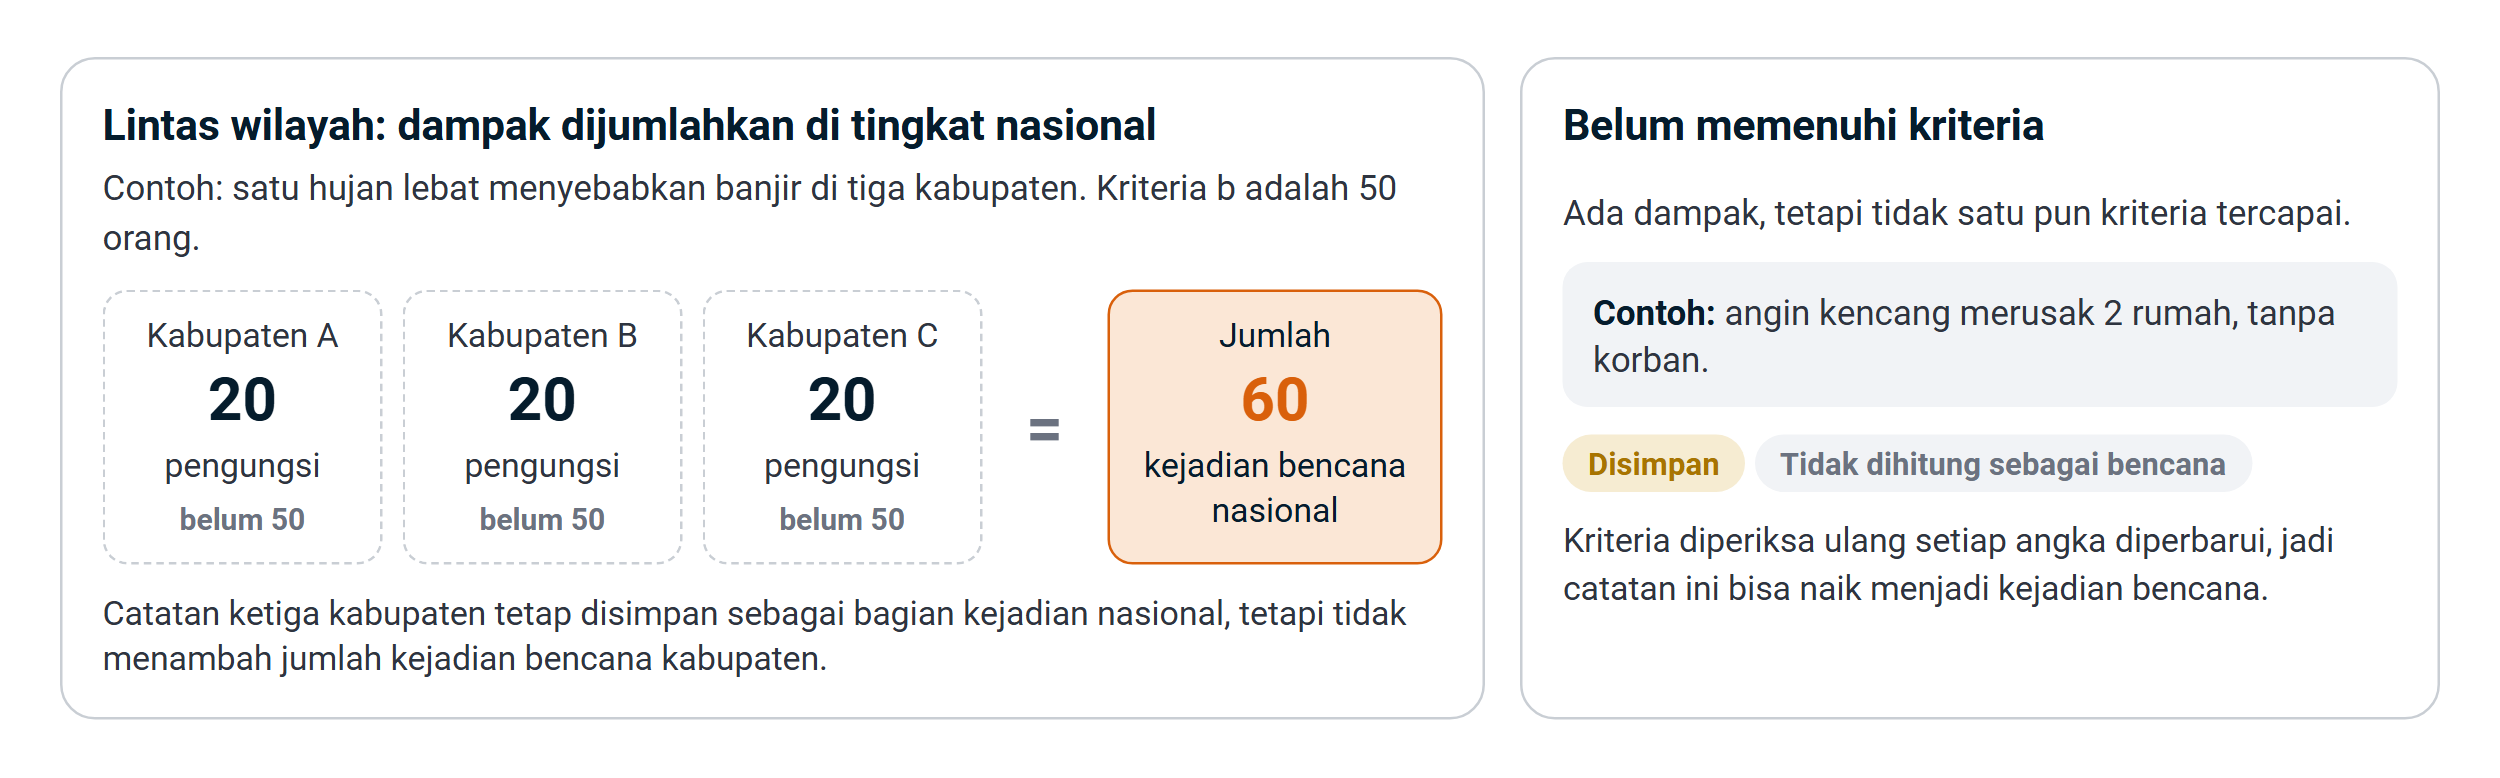 Lintas wilayah: dampak dijumlahkan di tingkat nasional
Contoh: satu hujan lebat menyebabkan banjir di tiga kabupaten. Kriteria b adalah 50
orang.
Kabupaten A
20
pengungsi
belum 50
Kabupaten B
20
pengungsi
belum 50
Kabupaten C
20
pengungsi
belum 50
=
Jumlah
60
kejadian bencana
nasional
Catatan ketiga kabupaten tetap disimpan sebagai bagian kejadian nasional, tetapi tidak
menambah jumlah kejadian bencana kabupaten.
Belum memenuhi kriteria
Ada dampak, tetapi tidak satu pun kriteria tercapai.
Contoh: angin kencang merusak 2 rumah, tanpa
korban.
Disimpan
Tidak dihitung sebagai bencana
Kriteria diperiksa ulang setiap angka diperbarui, jadi
catatan ini bisa naik menjadi kejadian bencana.